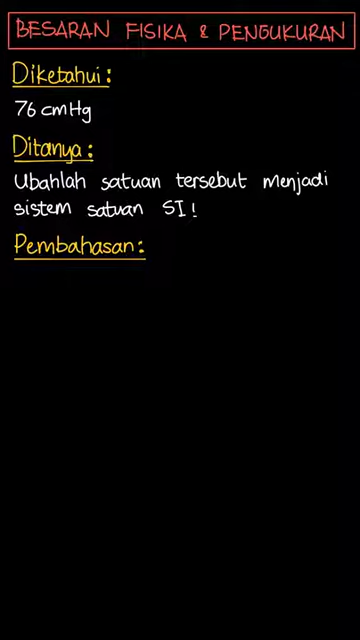 BESARAN FISIKA & PENGUKURAN
Diketahui:
76 cmHg
Ditanya:
Ubahlah satuan tersebut menjadi
sistem satuan SI!
Pembahasan: